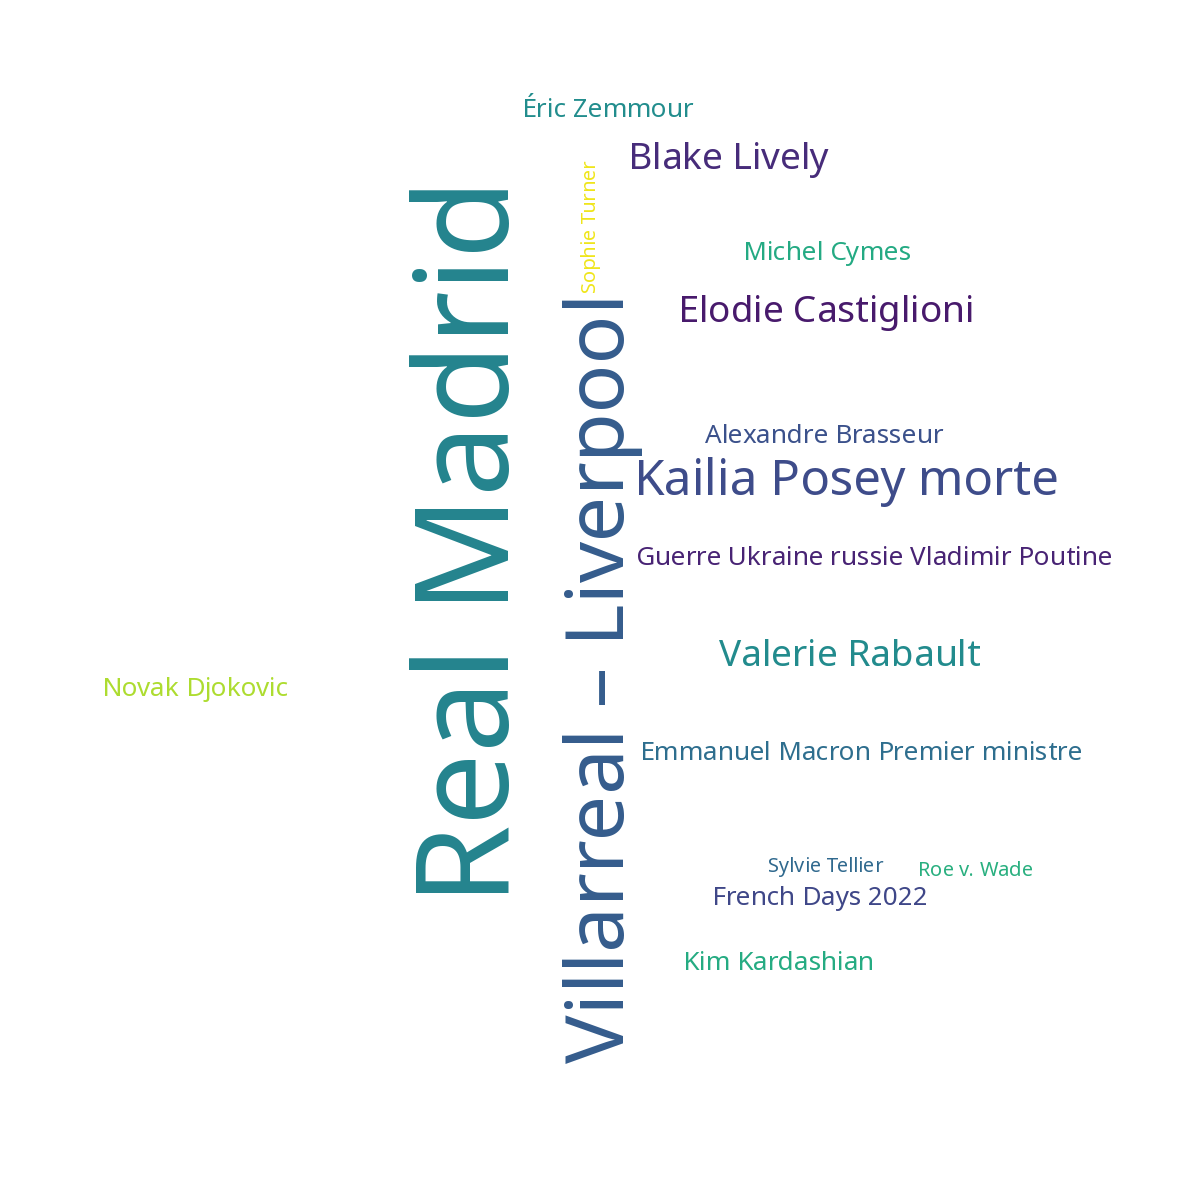 Éric Zemmour
Blake Lively
Sophie Turner
Real Madrid
Michel Cymes
Elodie Castiglioni
Villarreal – Liverpool
Alexandre Brasseur
Kailia Posey morte
Guerre Ukraine russie Vladimir Poutine
Valerie Rabault
Novak Djokovic
Emmanuel Macron Premier ministre
Sylvie Tellier
Roe v. Wade
French Days 2022
Kim Kardashian